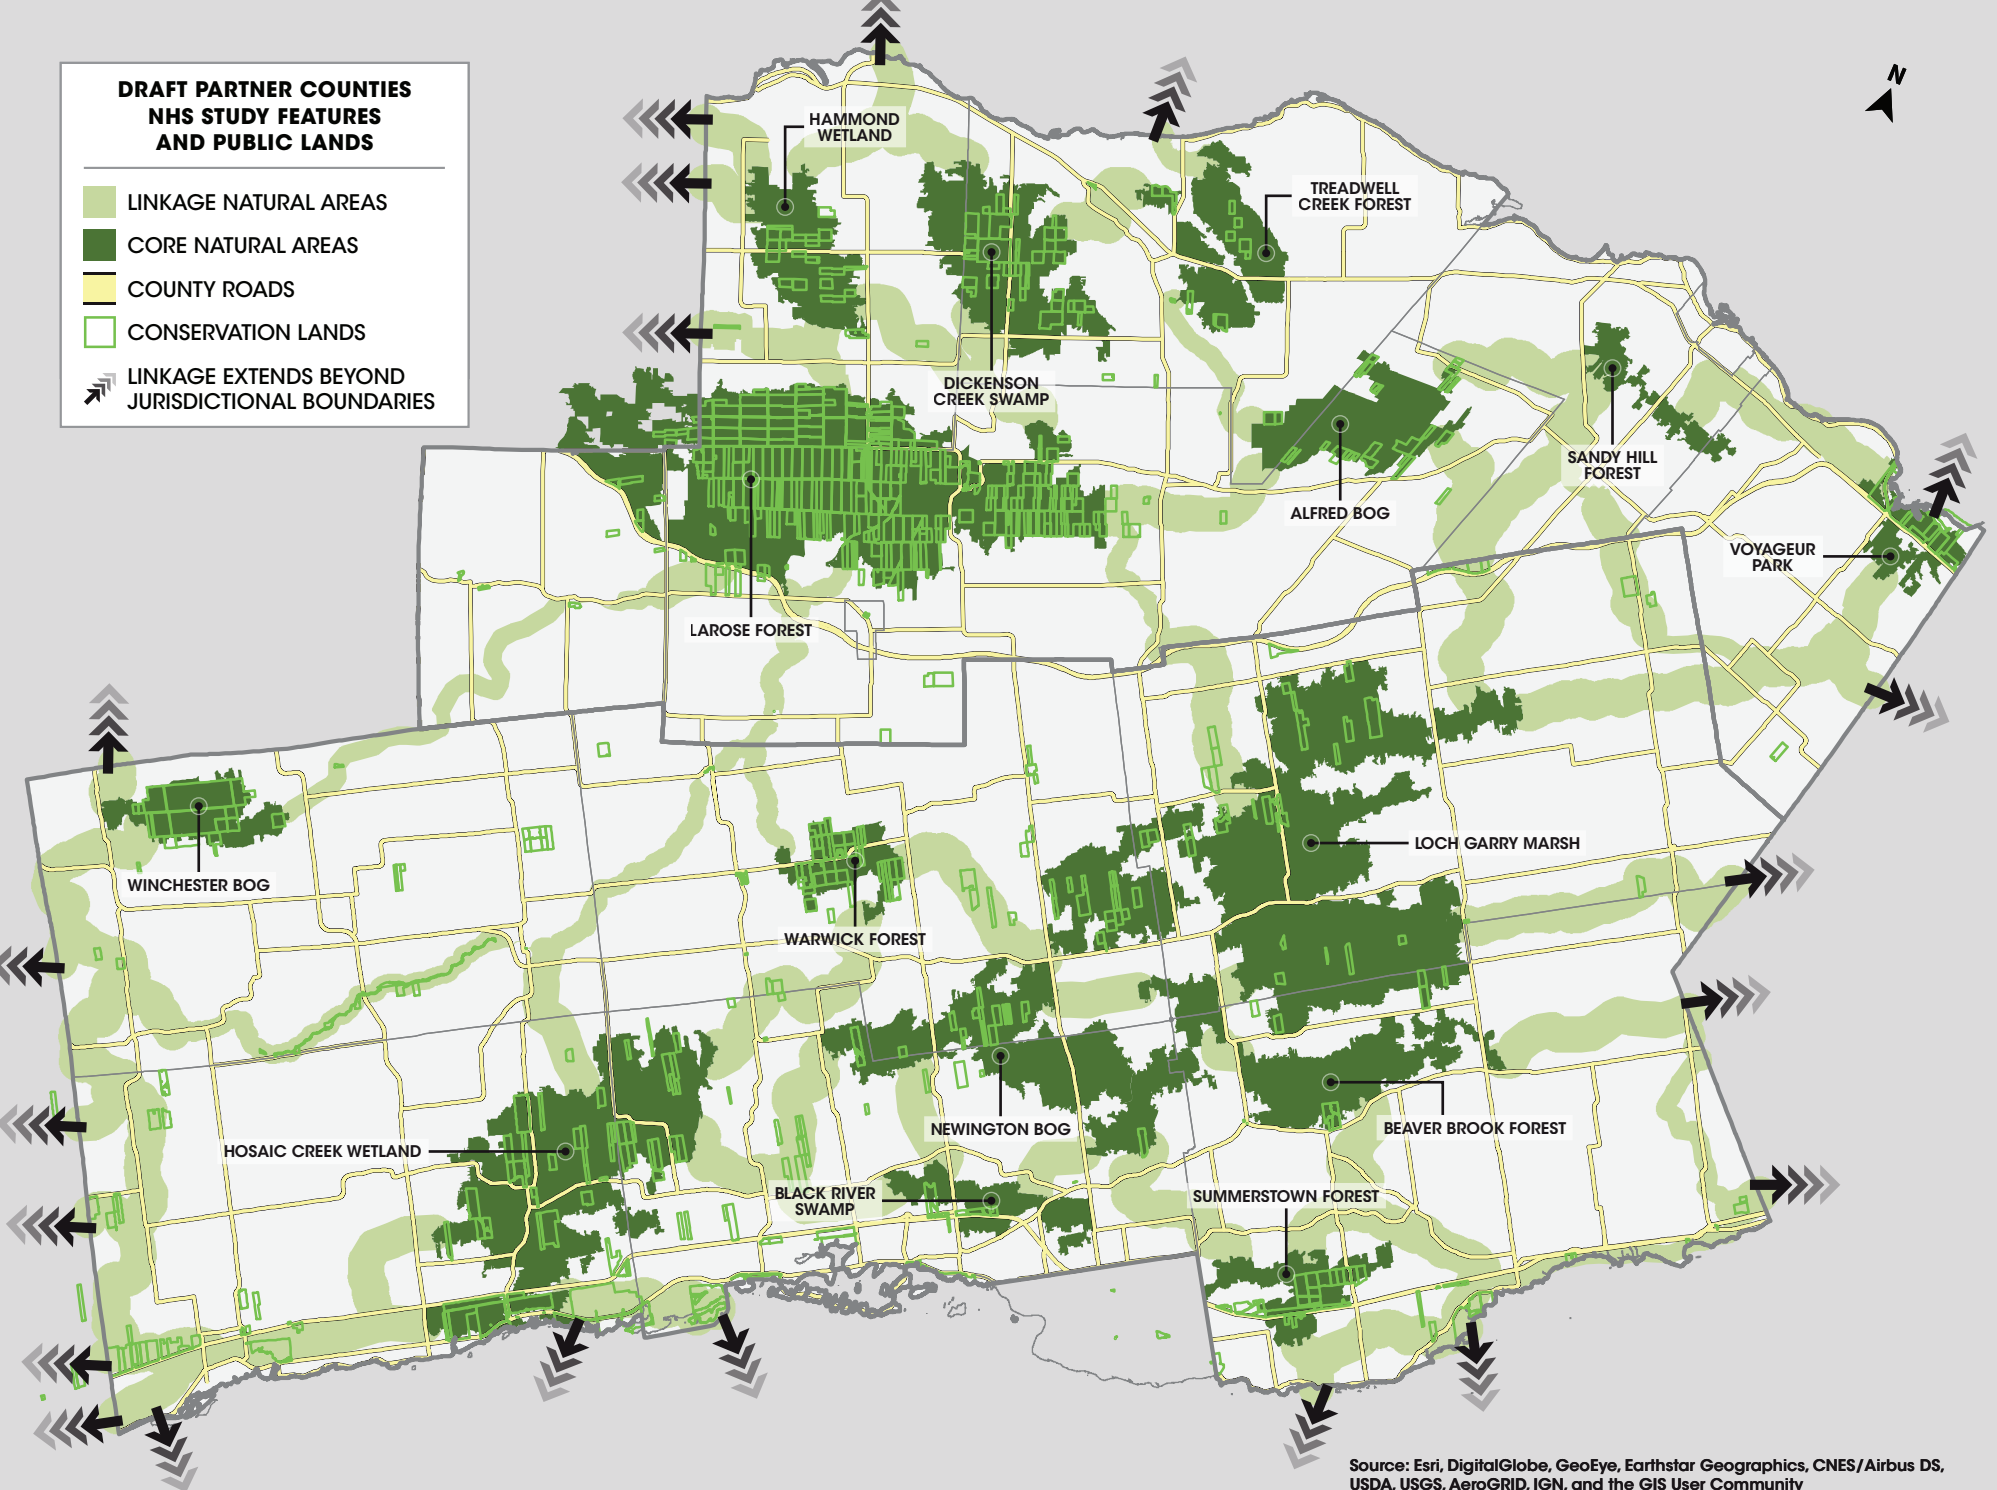 DRAFT PARTNER COUNTIES
NHS STUDY FEATURES
AND PUBLIC LANDS
LINKAGE NATURAL AREAS
CORE NATURAL AREAS
COUNTY ROADS
CONSERVATION LANDS
LINKAGE EXTENDS BEYOND
JURISDICTIONAL BOUNDARIES
N
HAMMOND
WETLAND
TREADWELL
CREEK FOREST
DICKENSON
CREEK SWAMP
SANDY HILL
FOREST
ALFRED BOG
VOYAGEUR
PARK
LAROSE FOREST
LOCH GARRY MARSH
WINCHESTER BOG
WARWICK FOREST
NEWINGTON BOG
BEAVER BROOK FOREST
HOSAIC CREEK WETLAND
BLACK RIVER
SWAMP
SUMMERSTOWN FOREST
Source: Esri, DigitalGlobe, GeoEye, Earthstar Geographics, CNES/Airbus DS,
USDA, USGS, AeroGRID, IGN, and the GIS User Community